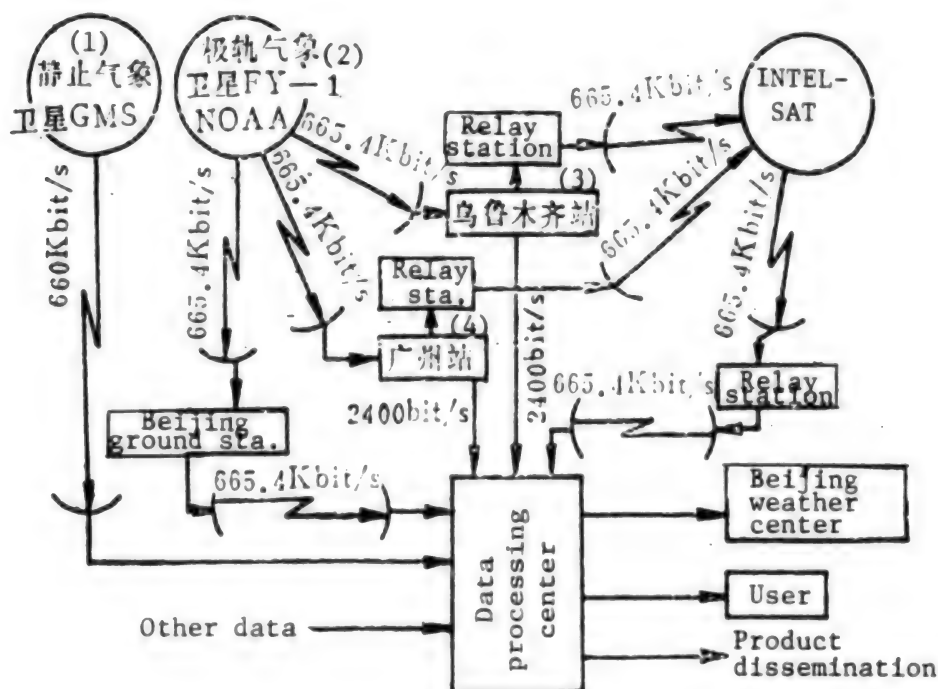 (1)
静止气象
卫星GMS
极轨气象 (2)
卫星FY-1
NOAA
INTEL-
SAT
665.4Kbit/s
Relay
station
665.4Kbit/s
(3)
乌鲁木齐站
665.4Kbit/s
660Kbit/s
665.4Kbit/s
665.4Kbit/s
665.4Kbit/s
Relay
sta.
(4)
广州站
2400bit/s
2400bit/s
665.4Kbit/s
Relay
station
Beijing
ground sta.
665.4Kbit/s
Data
processing
center
Beijing
weather
center
User
Other data
Product
dissemination